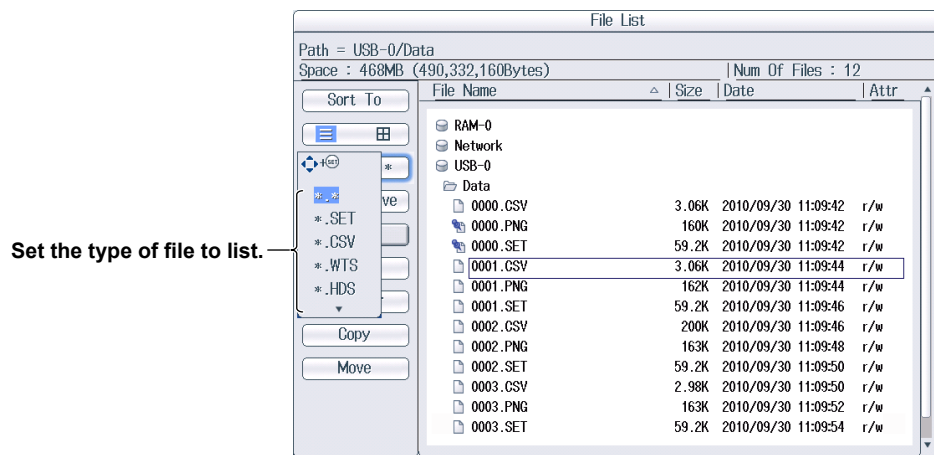 File List
Path = USB-0/Data
Space : 468MB (490,332,160Bytes) Num Of Files : 12
Sort To
File Name Size Date Attr
RAM-0
Network
USB-0
Data
0000.CSV 3.06K 2010/09/30 11:09:42 r/w
0000.PNG 160K 2010/09/30 11:09:42 r/w
0000.SET 59.2K 2010/09/30 11:09:42 r/w
0001.CSV 3.06K 2010/09/30 11:09:44 r/w
0001.PNG 162K 2010/09/30 11:09:44 r/w
0001.SET 59.2K 2010/09/30 11:09:46 r/w
0002.CSV 200K 2010/09/30 11:09:46 r/w
0002.PNG 163K 2010/09/30 11:09:48 r/w
0002.SET 59.2K 2010/09/30 11:09:50 r/w
0003.CSV 2.98K 2010/09/30 11:09:50 r/w
0003.PNG 163K 2010/09/30 11:09:52 r/w
0003.SET 59.2K 2010/09/30 11:09:54 r/w
+SET
*
ve
*.*
*.SET
*.CSV
*.WTS
*.HDS
Copy
Move
Set the type of file to list.